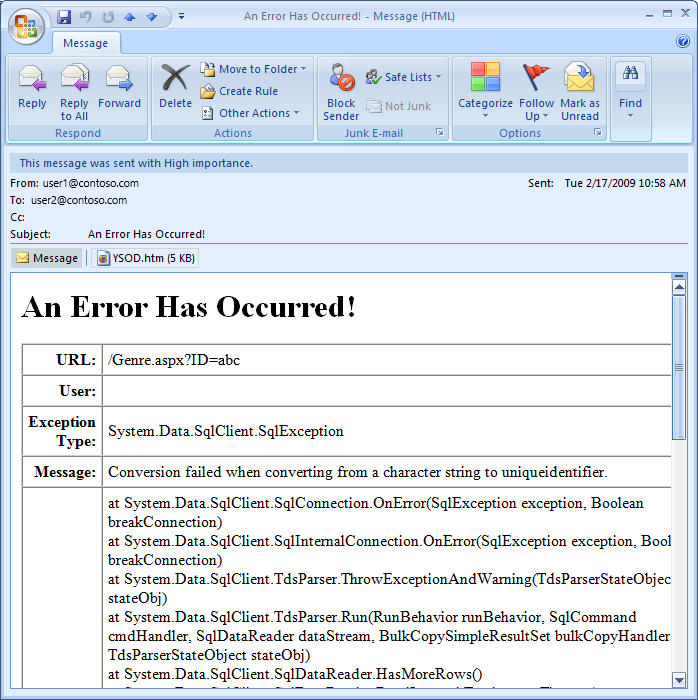 An Error Has Occurred! - Message (HTML)
Message
Reply
Reply to All
Forward
Respond
Delete
Move to Folder
Create Rule
Other Actions
Actions
Block Sender
Safe Lists
Not Junk
Junk E-mail
Categorize
Follow Up
Mark as Unread
Options
Find
This message was sent with High importance.
From: user1@contoso.com
Sent: Tue 2/17/2009 10:58 AM
To: user2@contoso.com
Cc:
Subject: An Error Has Occurred!
Message
YSOD.htm (5 KB)
An Error Has Occurred!
URL: /Genre.aspx?ID=abc
User:
Exception Type: System.Data.SqlClient.SqlException
Message: Conversion failed when converting from a character string to uniqueidentifier.
at System.Data.SqlClient.SqlConnection.OnError(SqlException exception, Boolean
breakConnection)
at System.Data.SqlClient.SqlInternalConnection.OnError(SqlException exception, Bool
breakConnection)
at System.Data.SqlClient.TdsParser.ThrowExceptionAndWarning(TdsParserStateObjec
stateObj)
at System.Data.SqlClient.TdsParser.Run(RunBehavior runBehavior, SqlCommand
cmdHandler, SqlDataReader dataStream, BulkCopySimpleResultSet bulkCopyHandler
TdsParserStateObject stateObj)
at System.Data.SqlClient.SqlDataReader.HasMoreRows()